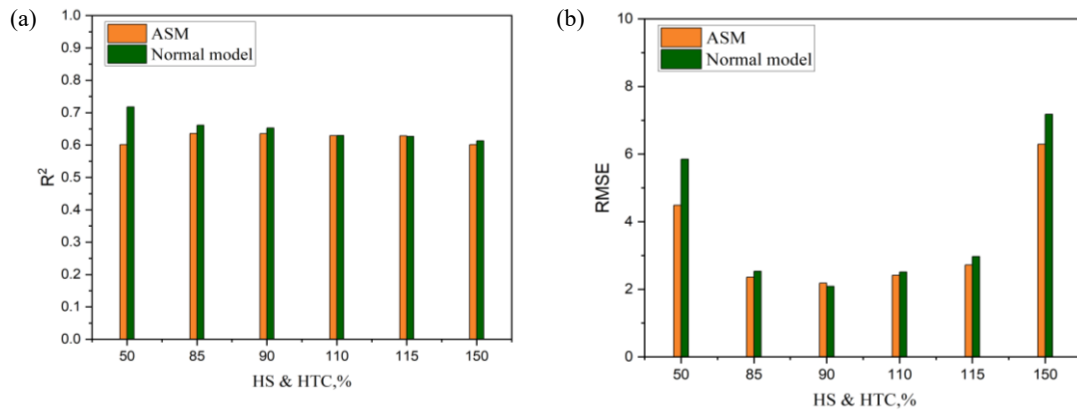 (a)
1.0
0.9
0.8
0.7
0.6
0.5
0.4
0.3
0.2
0.1
0.0
R²
ASM
Normal model
50 85 90 110 115 150
HS & HTC,%
(b)
10
8
6
4
2
0
RMSE
ASM
Normal model
50 85 90 110 115 150
HS & HTC,%